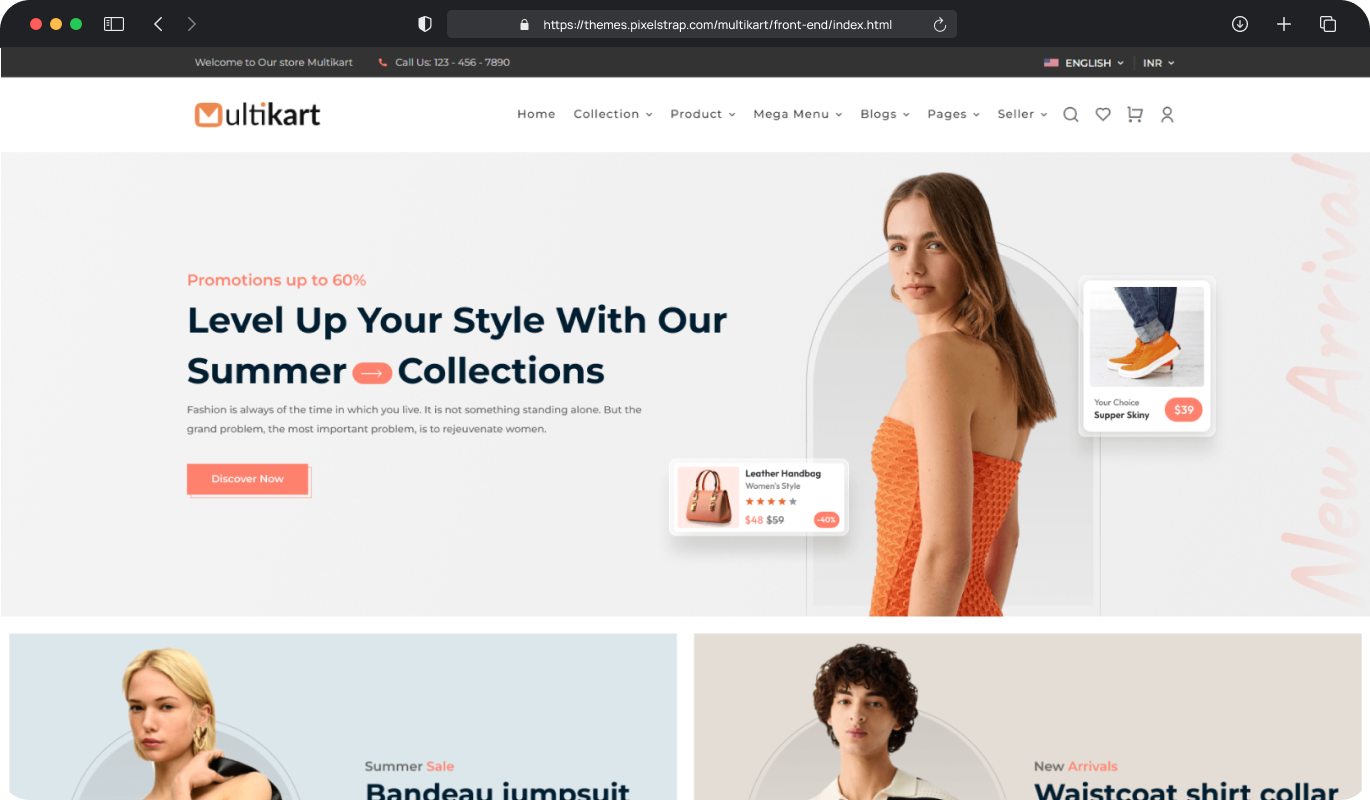 https://themes.pixelstrap.com/multikart/front-end/index.html
Welcome to Our store Multikart
Call Us: 123 - 456 - 7890
ENGLISH
INR
Multikart
Home
Collection
Product
Mega Menu
Blogs
Pages
Seller
Promotions up to 60%
Level Up Your Style With Our
Summer → Collections
Fashion is always of the time in which you live. It is not something standing alone. But the
grand problem, the most important problem, is to rejeuvenate women.
Discover Now
Leather Handbag
Women's Style
$48 $59
-40%
Your Choice
Supper Skiny
$39
New Arrival
Summer Sale
Bandeau jumpsuit
New Arrivals
Waistcoat shirt collar